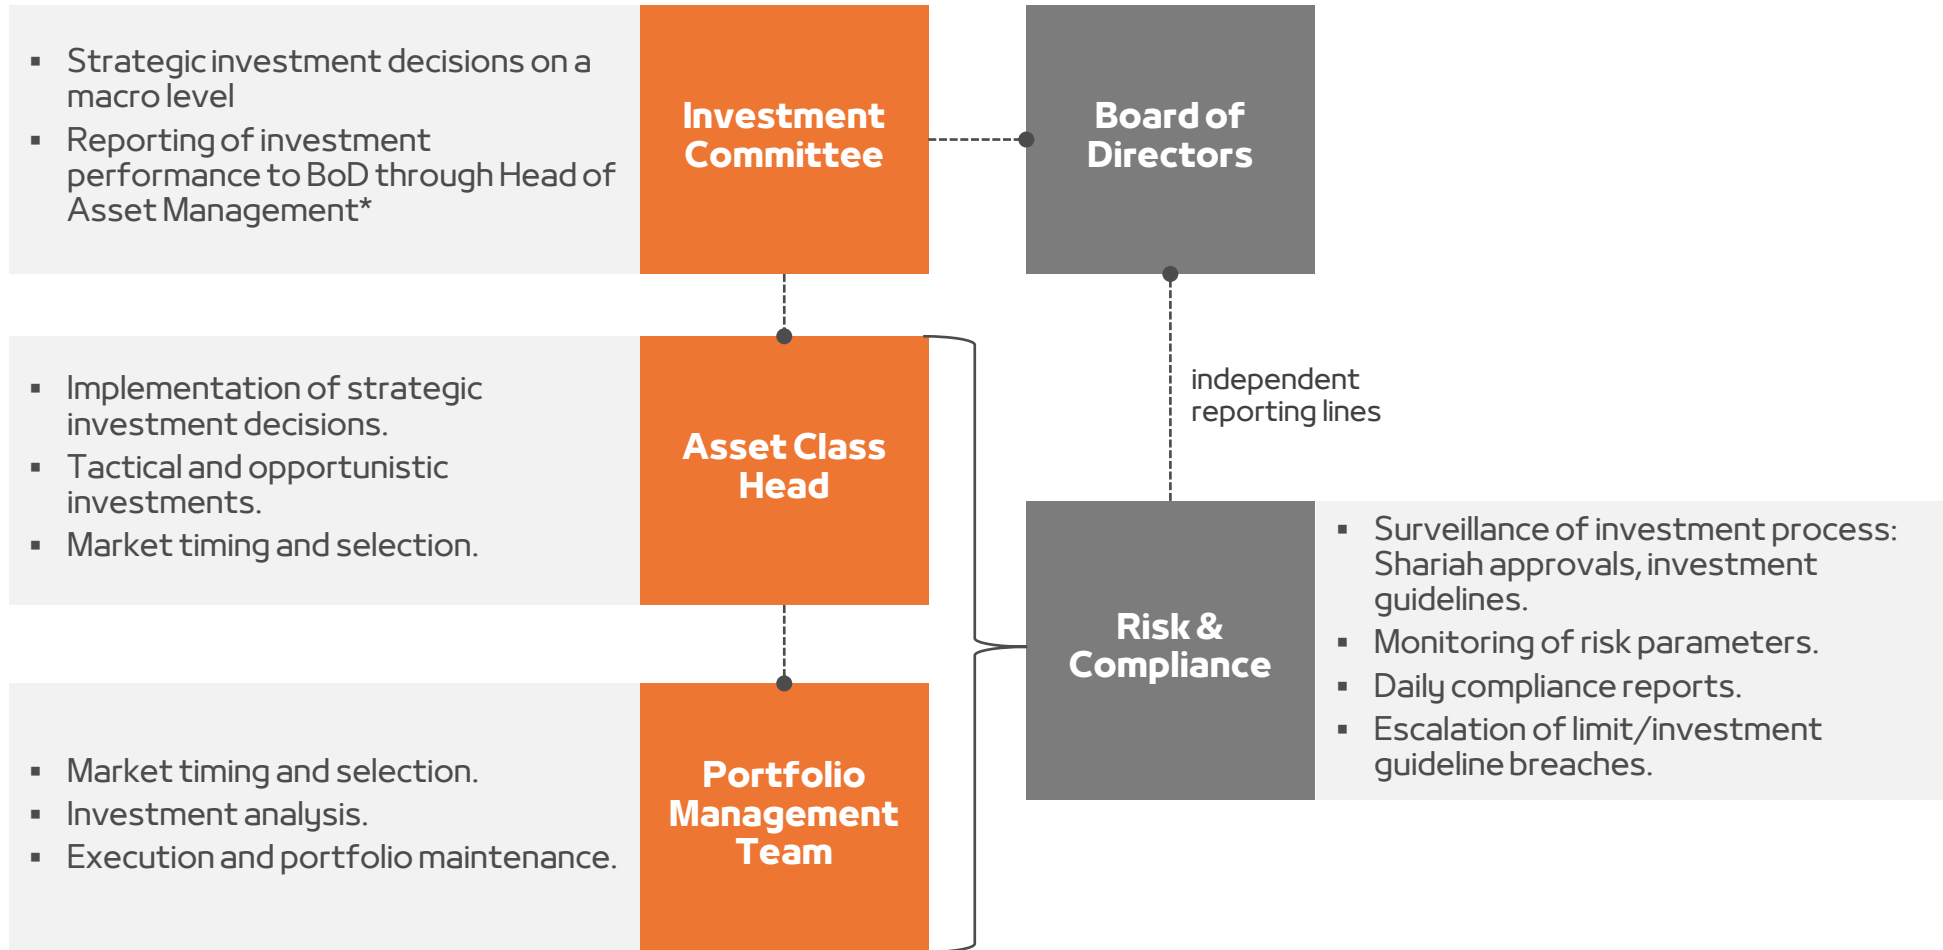 ▪ Strategic investment decisions on a
macro level
▪ Reporting of investment
performance to BoD through Head of
Asset Management*
Investment
Committee
Board of
Directors
▪ Implementation of strategic
investment decisions.
▪ Tactical and opportunistic
investments.
▪ Market timing and selection.
Asset Class
Head
independent
reporting lines
Risk &
Compliance
▪ Surveillance of investment process:
Shariah approvals, investment
guidelines.
▪ Monitoring of risk parameters.
▪ Daily compliance reports.
▪ Escalation of limit/investment
guideline breaches.
▪ Market timing and selection.
▪ Investment analysis.
▪ Execution and portfolio maintenance.
Portfolio
Management
Team